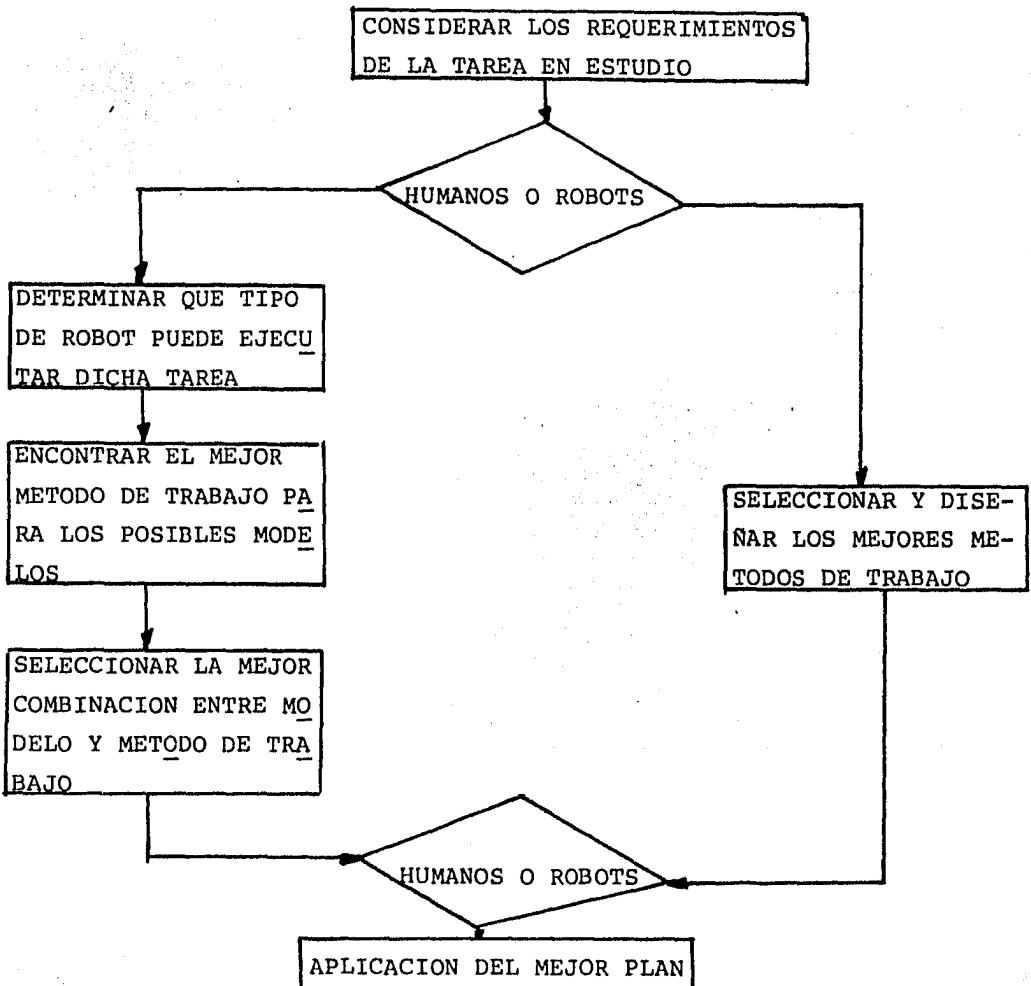 CONSIDERAR LOS REQUERIMIENTOS
DE LA TAREA EN ESTUDIO
HUMANOS O ROBOTS
DETERMINAR QUE TIPO
DE ROBOT PUEDE EJECU
TAR DICHA TAREA
ENCONTRAR EL MEJOR
METODO DE TRABAJO PA
RA LOS POSIBLES MODE
LOS
SELECCIONAR LA MEJOR
COMBINACION ENTRE MO
DELO Y METODO DE TRA
BAJO
SELECCIONAR Y DISE-
ÑAR LOS MEJORES ME-
TODOS DE TRABAJO
HUMANOS O ROBOTS
APLICACION DEL MEJOR PLAN